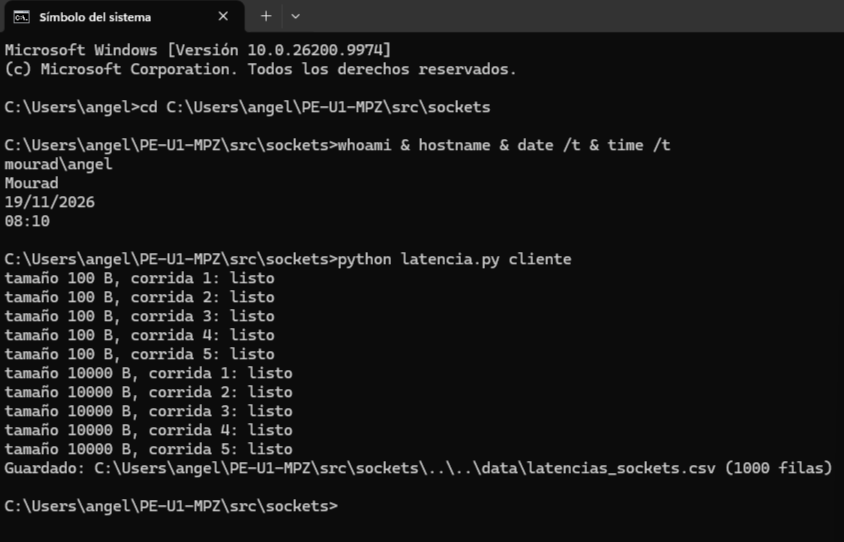 Símbolo del sistema
Microsoft Windows [Versión 10.0.26200.9974]
(c) Microsoft Corporation. Todos los derechos reservados.
C:\Users\angel>cd C:\Users\angel\PE-U1-MPZ\src\sockets
C:\Users\angel\PE-U1-MPZ\src\sockets>whoami & hostname & date /t & time /t
mourad\angel
Mourad
19/11/2026
08:10
C:\Users\angel\PE-U1-MPZ\src\sockets>python latencia.py cliente
tamaño 100 B, corrida 1: listo
tamaño 100 B, corrida 2: listo
tamaño 100 B, corrida 3: listo
tamaño 100 B, corrida 4: listo
tamaño 100 B, corrida 5: listo
tamaño 10000 B, corrida 1: listo
tamaño 10000 B, corrida 2: listo
tamaño 10000 B, corrida 3: listo
tamaño 10000 B, corrida 4: listo
tamaño 10000 B, corrida 5: listo
Guardado: C:\Users\angel\PE-U1-MPZ\src\sockets\..\..\data\latencias_sockets.csv (1000 filas)
C:\Users\angel\PE-U1-MPZ\src\sockets>